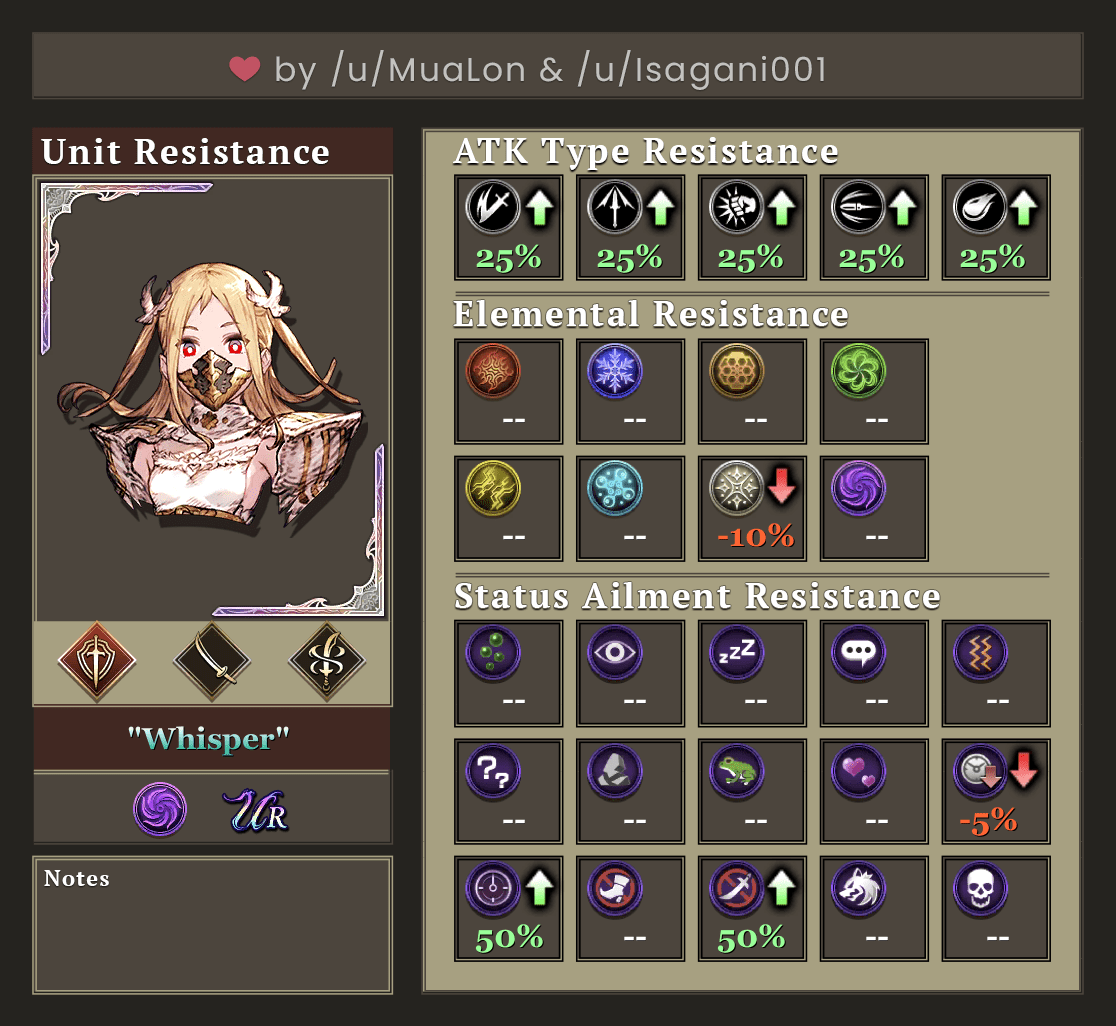 by /u/MuaLon & /u/Isagani001
Unit Resistance
"Whisper"
UR
Notes
ATK Type Resistance
25% 25% 25% 25% 25%
Elemental Resistance
-- -- -- --
-- -- -10% --
Status Ailment Resistance
zzZ
-- -- -- -- --
??
-- -- -- -- -5%
50% -- 50% -- --